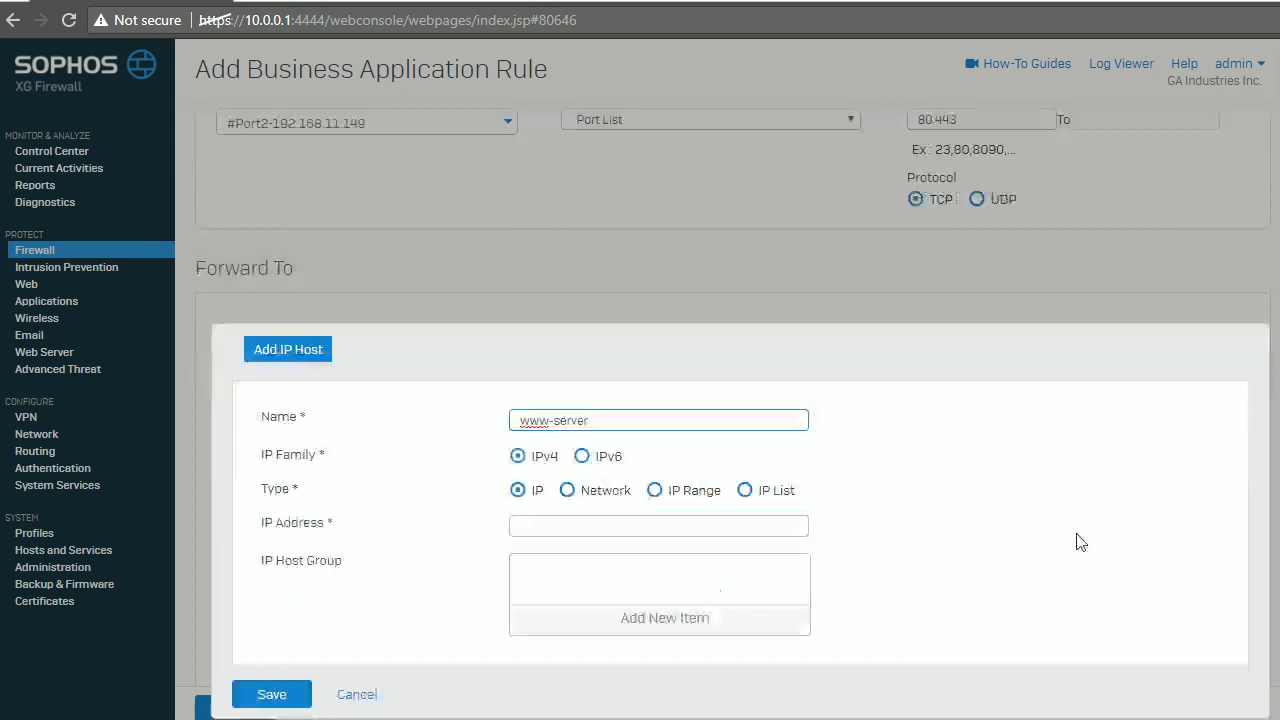 Not secure
https://10.0.0.1:4444/webconsole/webpages/index.jsp#80646
SOPHOS
XG Firewall
Add Business Application Rule
How-To Guides
Log Viewer
Help
admin
GA Industries Inc.
MONITOR & ANALYZE
Control Center
Current Activities
Reports
Diagnostics
PROTECT
Firewall
Intrusion Prevention
Web
Applications
Wireless
Email
Web Server
Advanced Threat
CONFIGURE
VPN
Network
Routing
Authentication
System Services
SYSTEM
Profiles
Hosts and Services
Administration
Backup & Firmware
Certificates
#Port2-192.168.11.149
Port List
80.443
To
Ex : 23,80,8090,...
Protocol
TCP
UDP
Forward To
Add IP Host
Name *
www-server
IP Family *
IPv4
IPv6
Type *
IP
Network
IP Range
IP List
IP Address *
IP Host Group
Add New Item
Save
Cancel